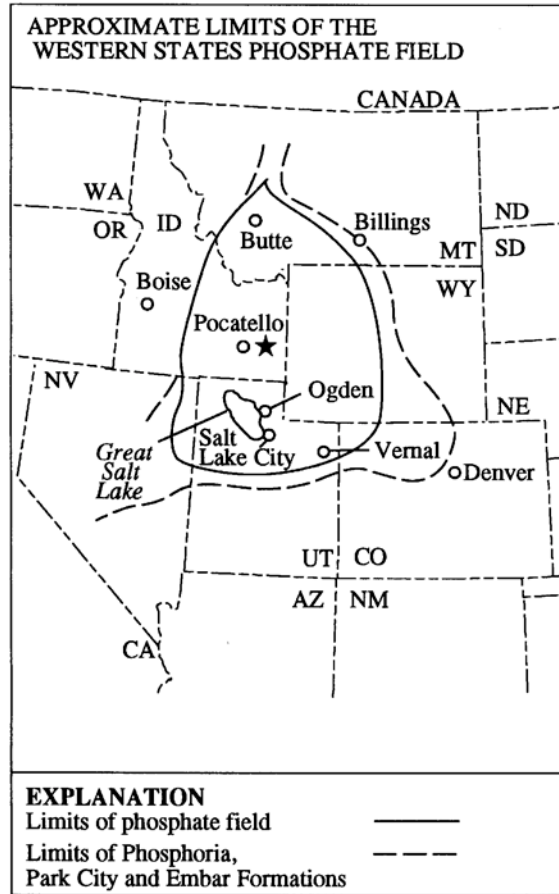 APPROXIMATE LIMITS OF THE
WESTERN STATES PHOSPHATE FIELD
CANADA
WA
OR
ID
Butte
Billings
ND
MT
SD
WY
Boise
Pocatello
NV
Ogden
NE
Great
Salt
Lake
Salt
Lake City
Vernal
Denver
UT
CO
AZ
NM
CA
EXPLANATION
Limits of phosphate field
Limits of Phosphoria,
Park City and Embar Formations